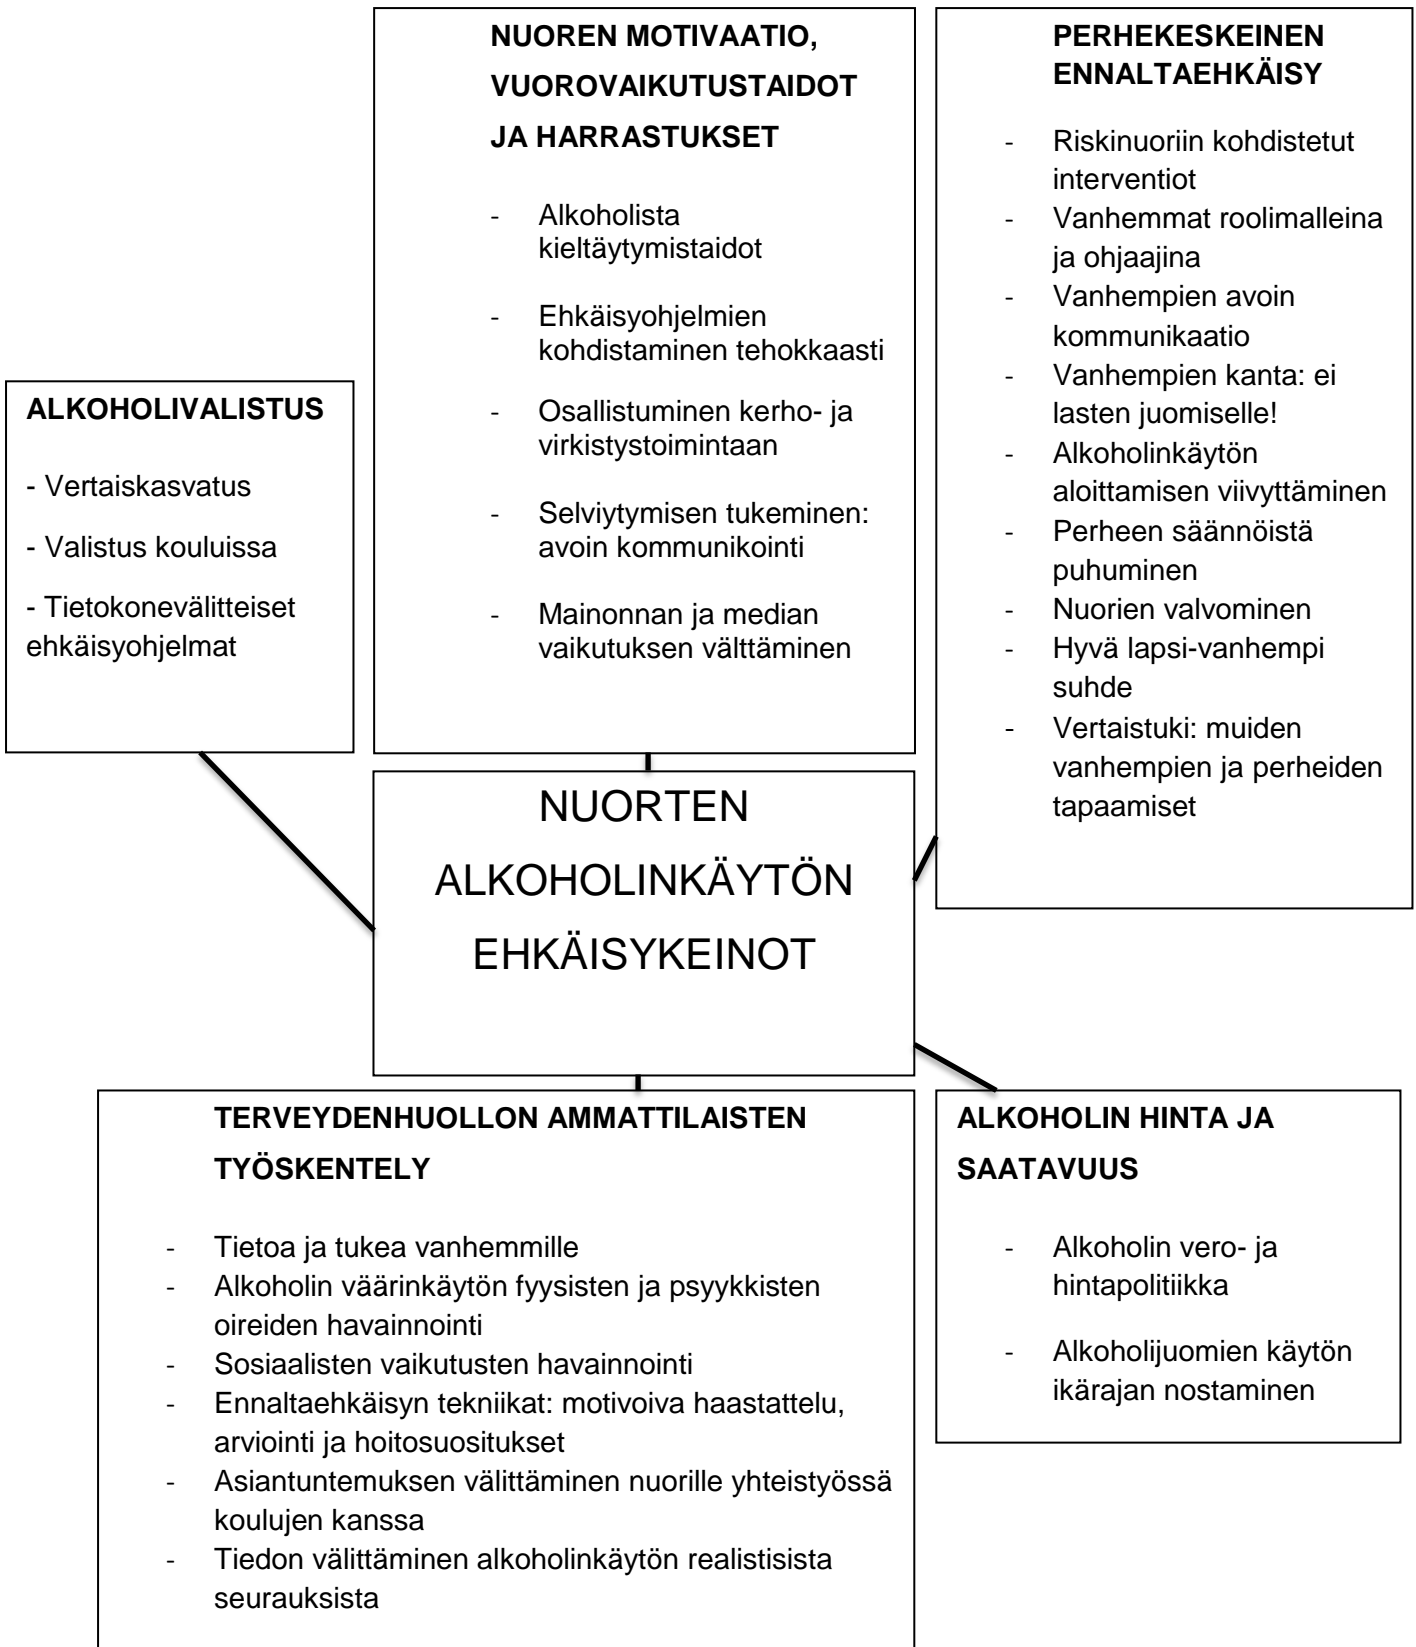 NUOREN MOTIVAATIO,
VUOROVAIKUTUSTAIDOT
JA HARRASTUKSET
- Alkoholista
kieltäytymistaidot
- Ehkäisyohjelmien
kohdistaminen tehokkaasti
- Osallistuminen kerho- ja
virkistystoimintaan
- Selviytymisen tukeminen:
avoin kommunikointi
- Mainonnan ja median
vaikutuksen välttäminen
PERHEKESKEINEN
ENNALTAEHKÄISY
- Riskinuoriin kohdistetut
interventiot
- Vanhemmat roolimalleina
ja ohjaajina
- Vanhempien avoin
kommunikaatio
- Vanhempien kanta: ei
lasten juomiselle!
- Alkoholinkäytön
aloittamisen viivyttäminen
- Perheen säännöistä
puhuminen
- Nuorien valvominen
- Hyvä lapsi-vanhempi
suhde
- Vertaistuki: muiden
vanhempien ja perheiden
tapaamiset
ALKOHOLIVALISTUS
- Vertaiskasvatus
- Valistus kouluissa
- Tietokonevälitteiset
ehkäisyohjelmat
NUORTEN
ALKOHOLINKÄYTÖN
EHKÄISYKEINOT
TERVEYDENHUOLLON AMMATTILAISTEN
TYÖSKENTELY
- Tietoa ja tukea vanhemmille
- Alkoholin väärinkäytön fyysisten ja psyykkisten
oireiden havainnointi
- Sosiaalisten vaikutusten havainnointi
- Ennaltaehkäisyn tekniikat: motivoiva haastattelu,
arviointi ja hoitosuositukset
- Asiantuntemuksen välittäminen nuorille yhteistyössä
koulujen kanssa
- Tiedon välittäminen alkoholinkäytön realistisista
seurauksista
ALKOHOLIN HINTA JA
SAATAVUUS
- Alkoholin vero- ja
hintapolitiikka
- Alkoholijuomien käytön
ikärajan nostaminen